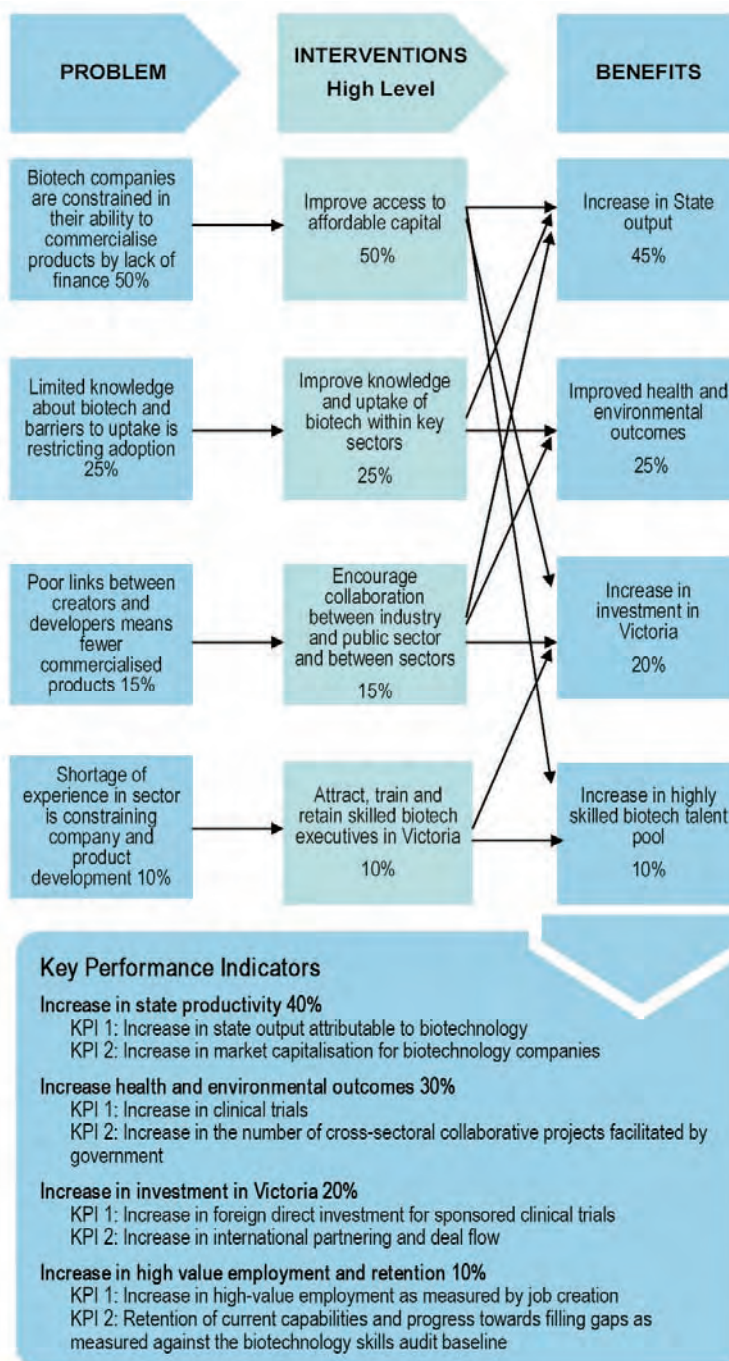 PROBLEM
INTERVENTIONS
High Level
BENEFITS
Biotech companies
are constrained in
their ability to
commercialise
products by lack of
finance 50%
Improve access to
affordable capital
50%
Increase in State
output
45%
Limited knowledge
about biotech and
barriers to uptake is
restricting adoption
25%
Improve knowledge
and uptake of
biotech within key
sectors
25%
Improved health and
environmental
outcomes
25%
Poor links between
creators and
developers means
fewer
commercialised
products 15%
Encourage
collaboration
between industry
and public sector
and between sectors
15%
Increase in
investment in
Victoria
20%
Shortage of
experience in sector
is constraining
company and
product
development 10%
Attract, train and
retain skilled biotech
executives in Victoria
10%
Increase in highly
skilled biotech talent
pool
10%
Key Performance Indicators
Increase in state productivity 40%
KPI 1: Increase in state output attributable to biotechnology
KPI 2: Increase in market capitalisation for biotechnology companies
Increase health and environmental outcomes 30%
KPI 1: Increase in clinical trials
KPI 2: Increase in the number of cross-sectoral collaborative projects facilitated by
government
Increase in investment in Victoria 20%
KPI 1: Increase in foreign direct investment for sponsored clinical trials
KPI 2: Increase in international partnering and deal flow
Increase in high value employment and retention 10%
KPI 1: Increase in high-value employment as measured by job creation
KPI 2: Retention of current capabilities and progress towards filling gaps as
measured against the biotechnology skills audit baseline